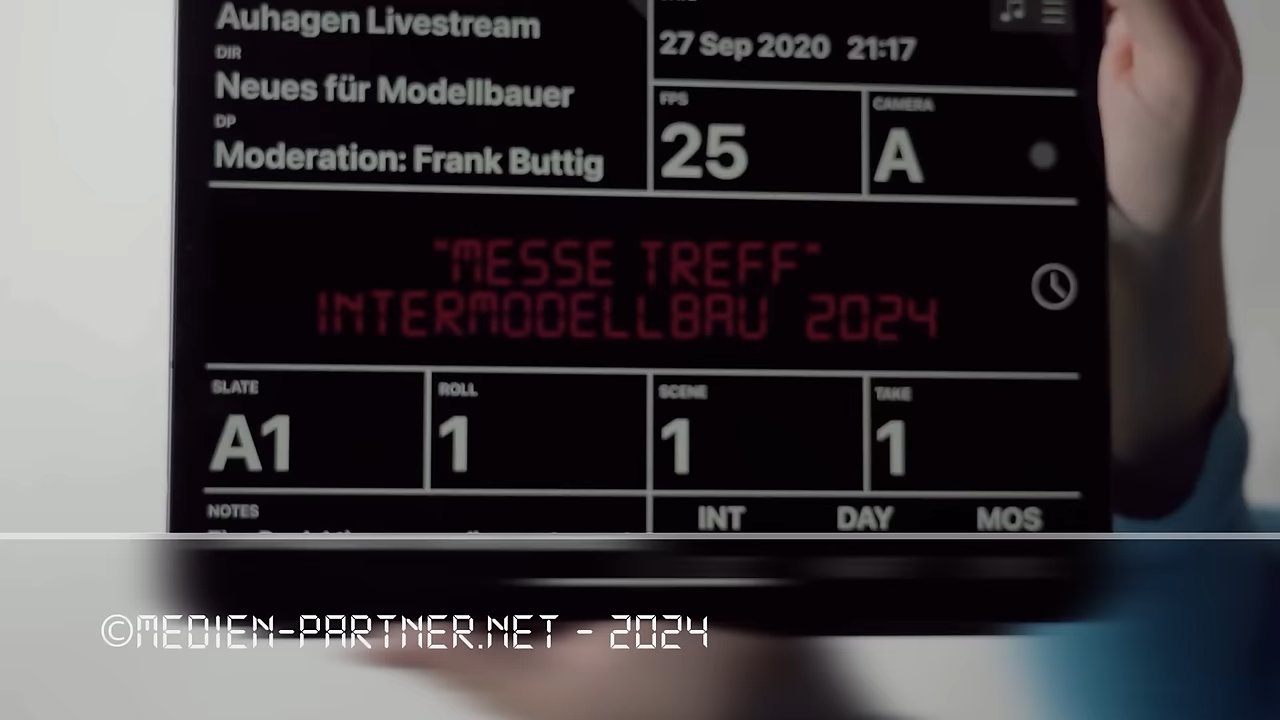 Auhagen Livestream
DIR
Neues für Modellbauer
DP
Moderation: Frank Buttig
27 Sep 2020 21:17
FPS
25
CAMERA
A
"MESSE TREFF"
INTERMODELLBAU 2024
SLATE
A1
ROLL
1
SCENE
1
TAKE
1
NOTES
INT DAY MOS
©MEDIEN-PARTNER.NET - 2024